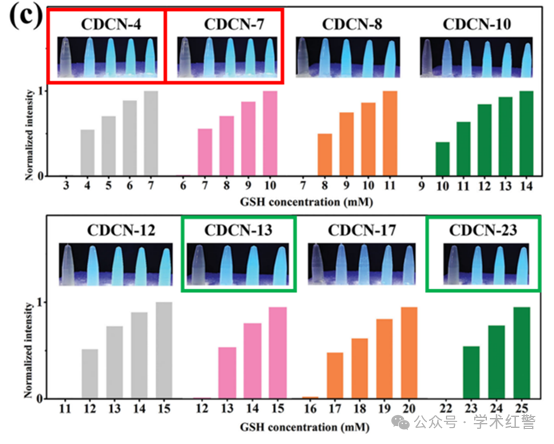 (c)
CDCN-4 CDCN-7 CDCN-8 CDCN-10
Normalized intensity
1
0
3 4 5 6 7 6 7 8 9 10 7 8 9 10 11 9 10 11 12 13 14
GSH concentration (mM)
CDCN-12 CDCN-13 CDCN-17 CDCN-23
Normalized intensity
1
0
11 12 13 14 15 12 13 14 15 16 17 18 19 20 22 23 24 25
GSH concentration (mM)
公众号 · 学术红警